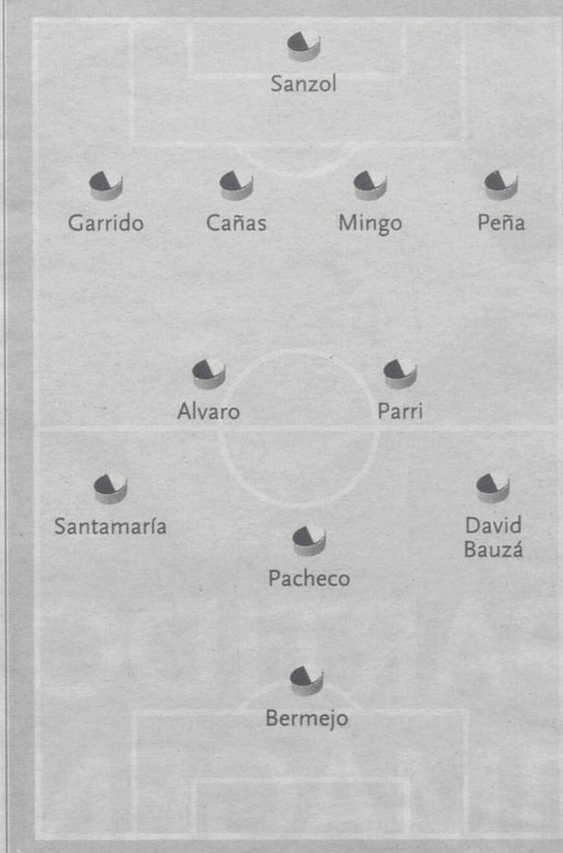 Sanzol
Garrido
Cañas
Mingo
Peña
Alvaro
Parri
Santamaría
David
Bauzá
Pacheco
Bermejo